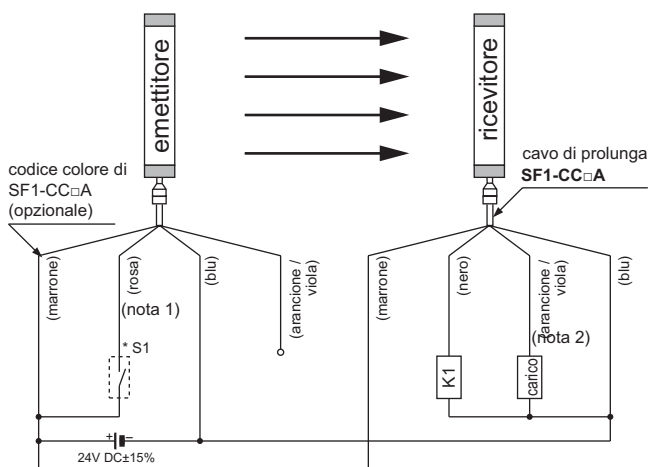 emettitore
ricevitore
codice colore di
SF1-CC□A
(opzionale)
cavo di prolunga
SF1-CC□A
(marrone)
(rosa)
(blu)
(arancione /
viola)
(marrone)
(nero)
(arancione /
viola)
(blu)
(nota 1)
(nota 2)
* S1
K1
carico
+ –
24V DC±15%